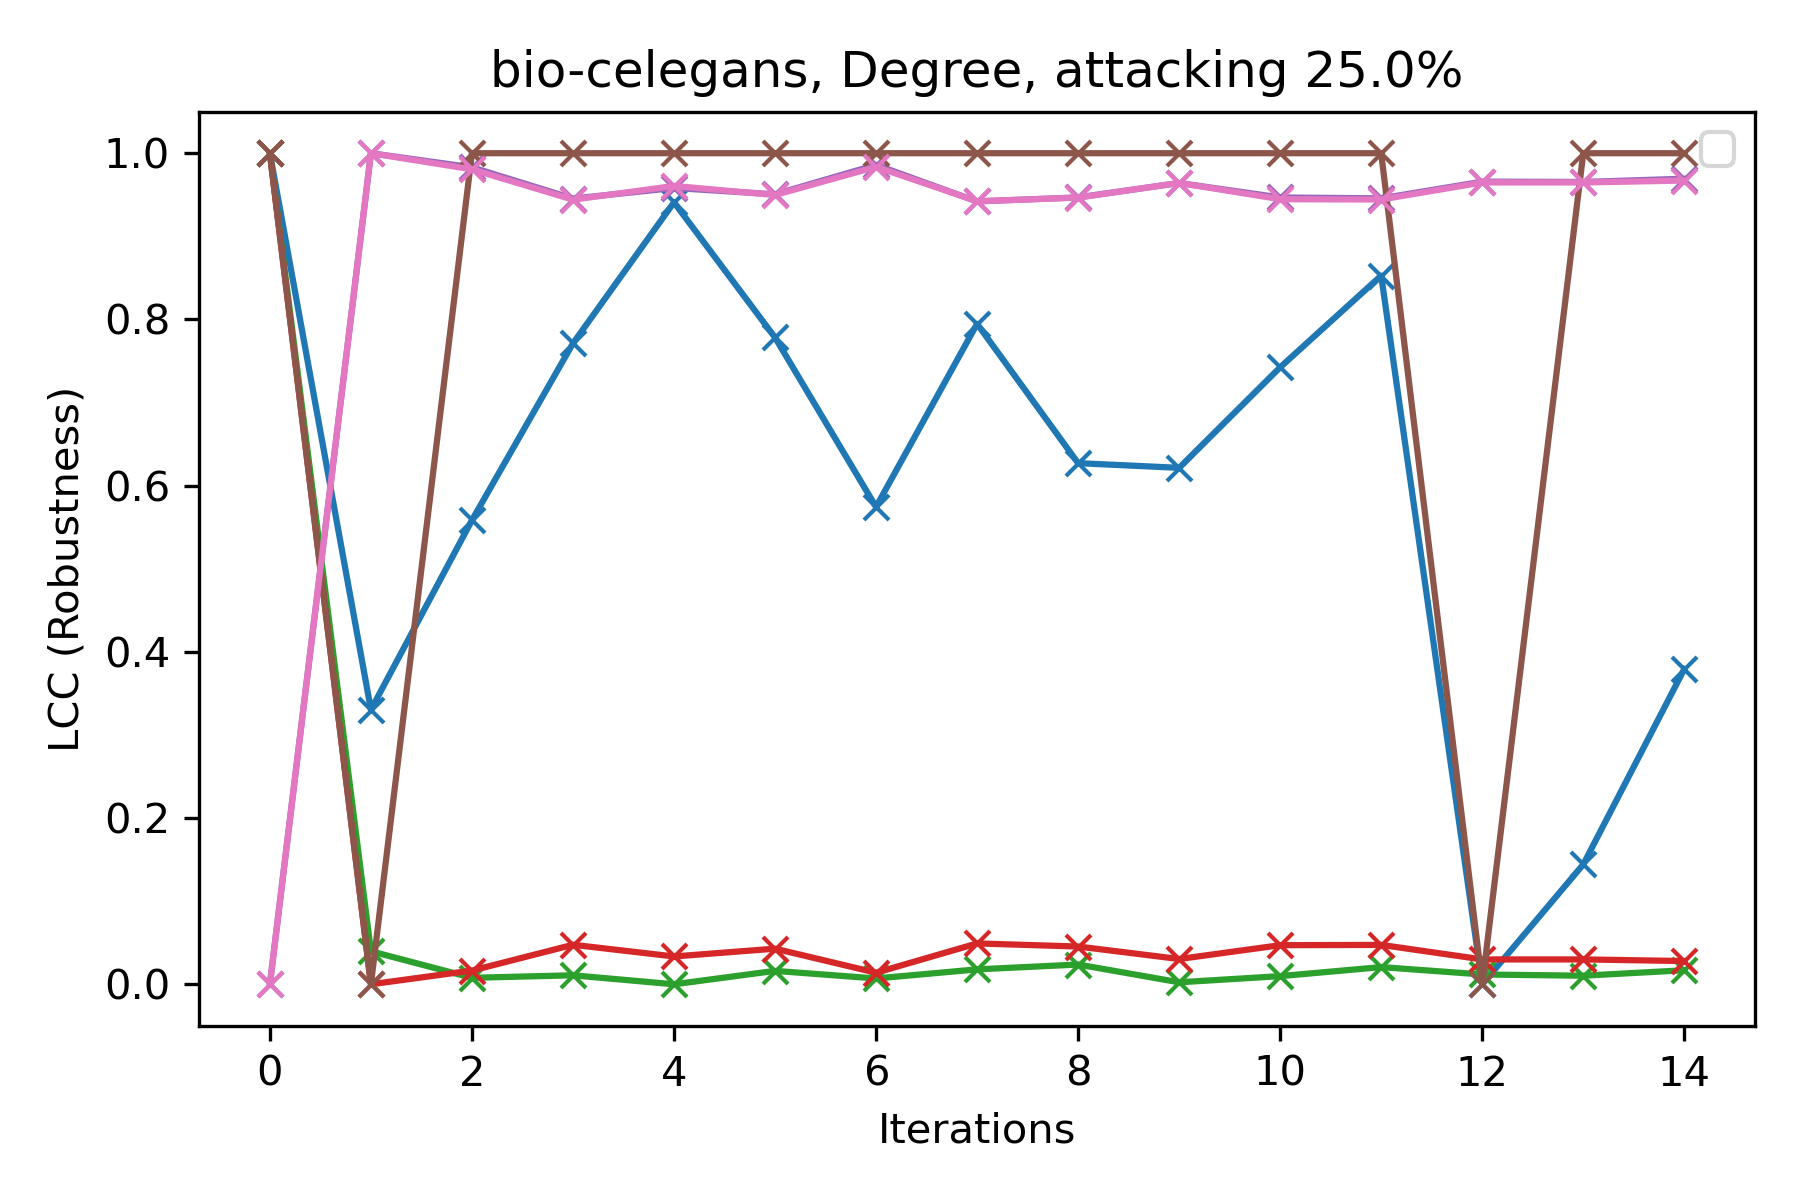 bio-celegans, Degree, attacking 25.0%
1.0
0.8
0.6
0.4
0.2
0.0
LCC (Robustness)
0 2 4 6 8 10 12 14
Iterations